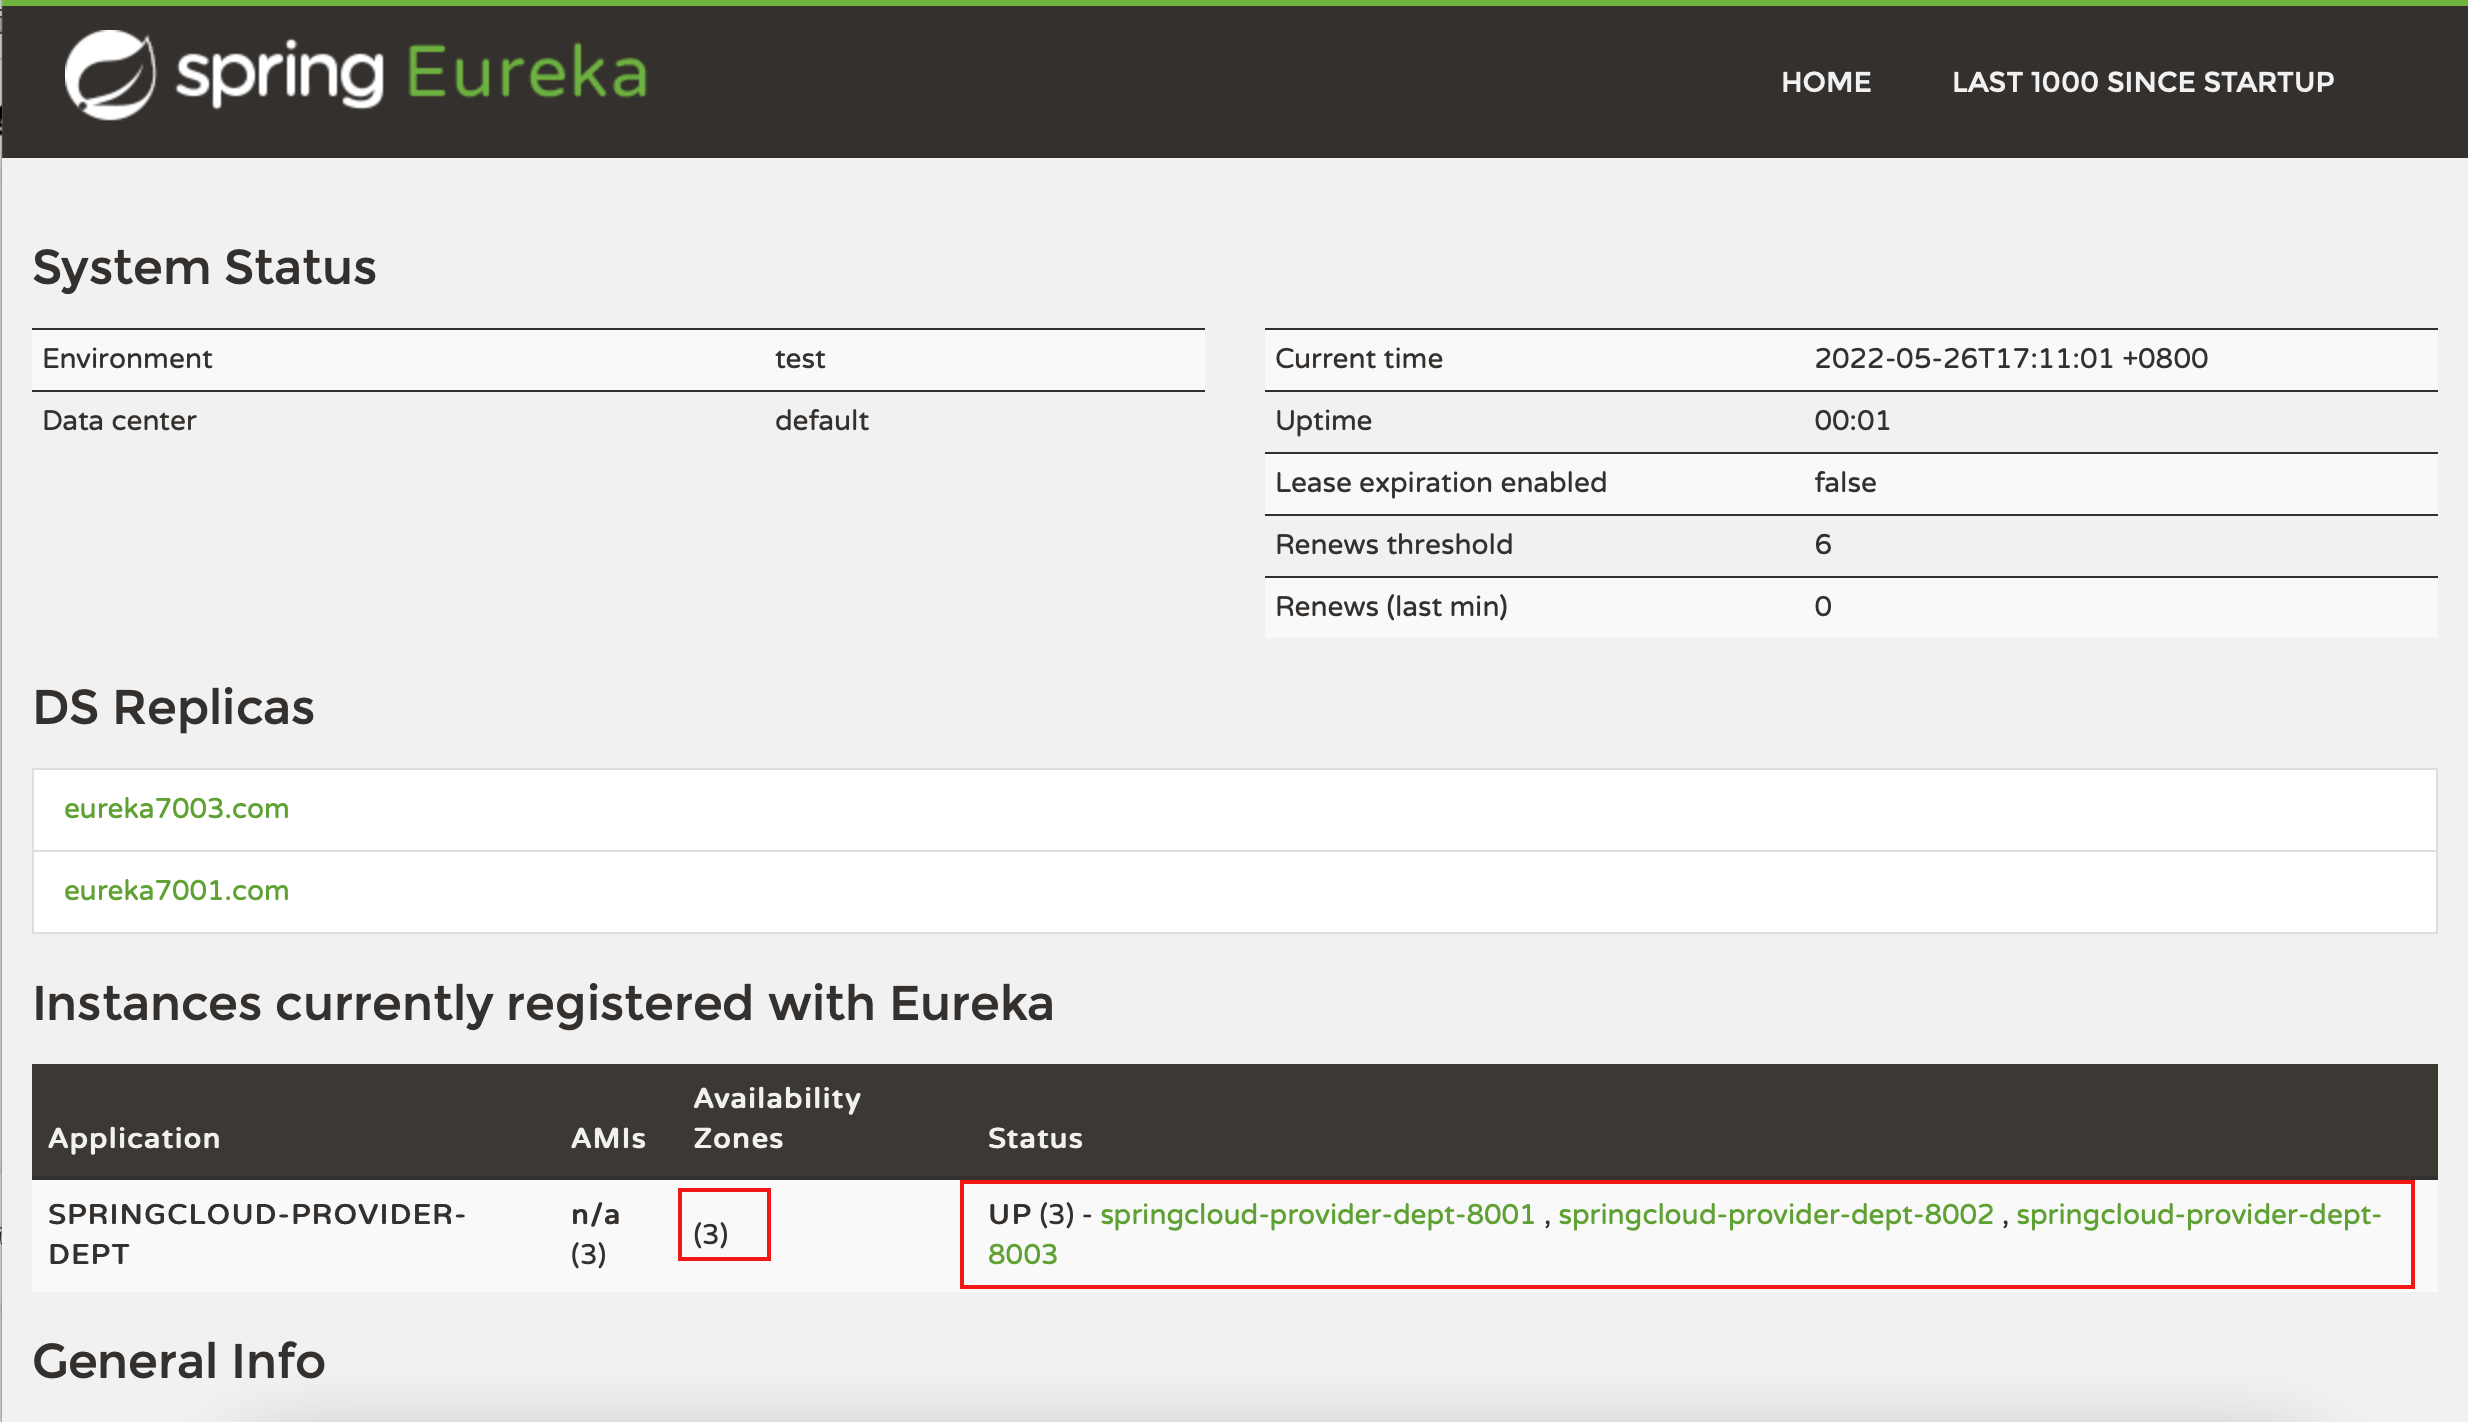 spring Eureka
HOME LAST 1000 SINCE STARTUP
System Status
Environment test
Data center default
Current time 2022-05-26T17:11:01 +0800
Uptime 00:01
Lease expiration enabled false
Renews threshold 6
Renews (last min) 0
DS Replicas
eureka7003.com
eureka7001.com
Instances currently registered with Eureka
Application AMIs Availability Zones Status
SPRINGCLOUD-PROVIDER-
DEPT
n/a
(3)
(3)
UP (3) - springcloud-provider-dept-8001 , springcloud-provider-dept-8002 , springcloud-provider-dept-
8003
General Info